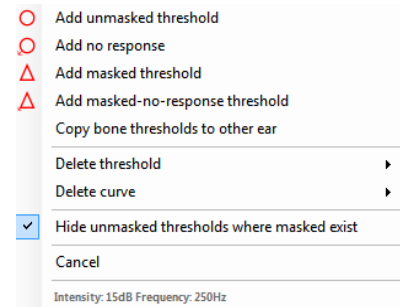 Add unmasked threshold
Add no response
Add masked threshold
Add masked-no-response threshold
Copy bone thresholds to other ear
Delete threshold
Delete curve
Hide unmasked thresholds where masked exist
Cancel
Intensity: 15dB Frequency: 250Hz